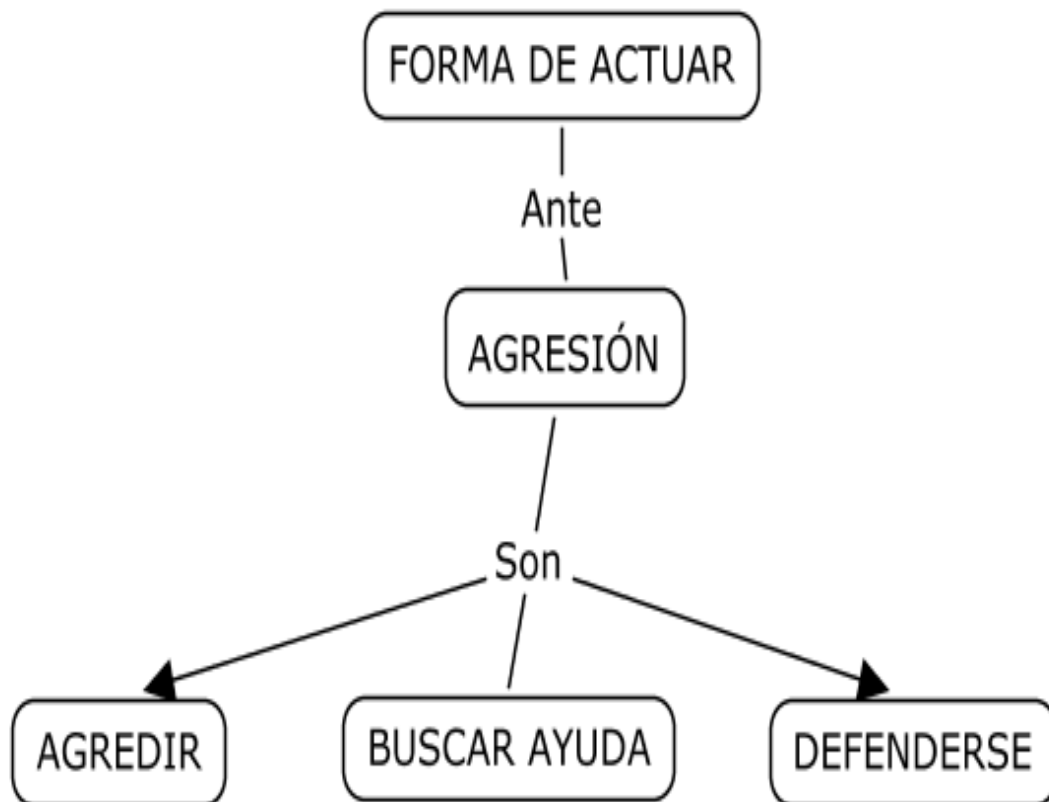 FORMA DE ACTUAR
Ante
AGRESIÓN
Son
AGREDIR
BUSCAR AYUDA
DEFENDERSE